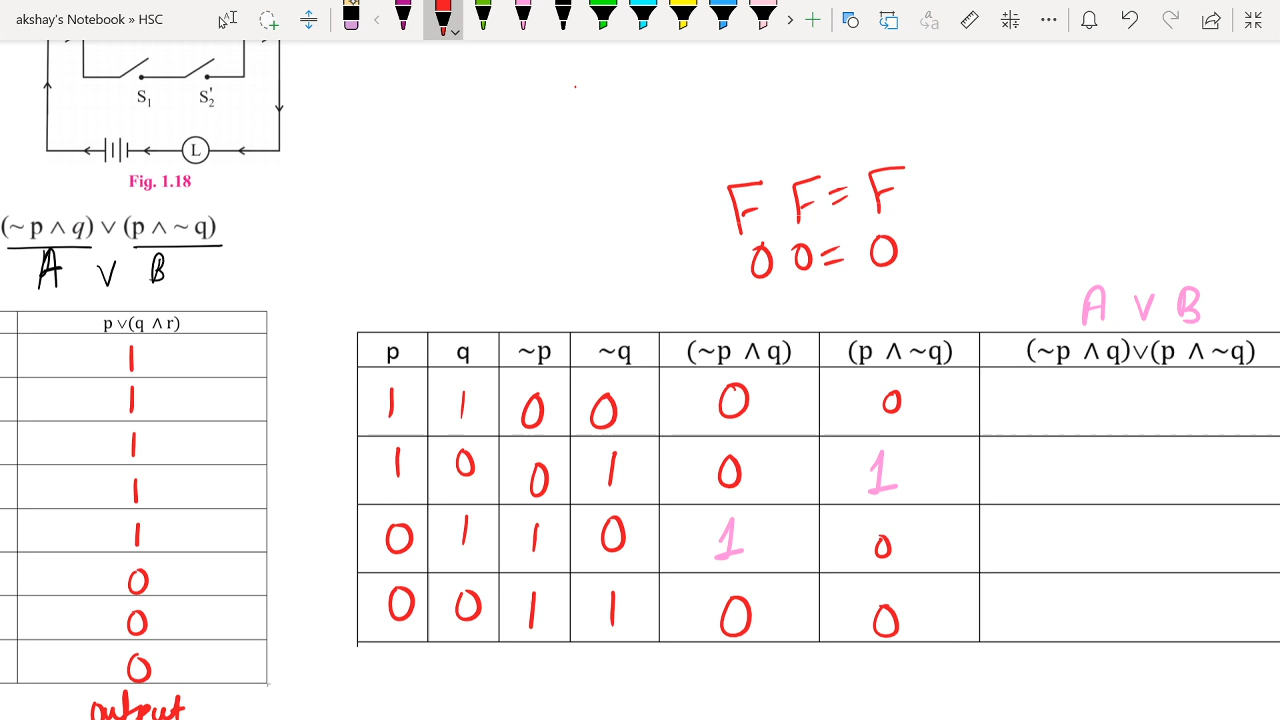 akshay's Notebook » HSC
S₁ S'₂
L
Fig. 1.18
(~ p ∧ q) ∨ (p ∧ ~ q)
A ∨ B
p ∨(q ∧ r)
1
1
1
1
1
0
0
0
output
F F = F
0 0 = 0
A ∨ B
p q ~p ~q (~p ∧ q) (p ∧ ~q) (~p ∧ q)∨(p ∧ ~q)
1 1 0 0 0 0
1 0 0 1 0 1
0 1 1 0 1 0
0 0 1 1 0 0